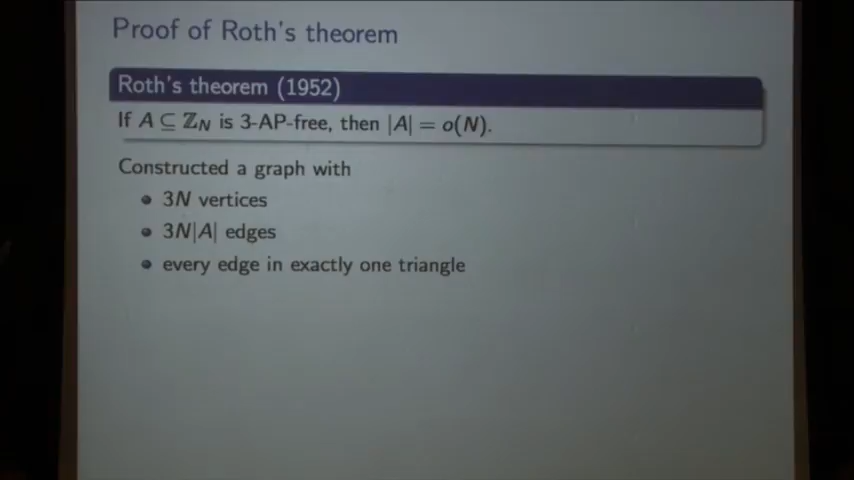 Proof of Roth's theorem
Roth's theorem (1952)
If A ⊆ ℤ_N is 3-AP-free, then |A| = o(N).
Constructed a graph with
• 3N vertices
• 3N|A| edges
• every edge in exactly one triangle